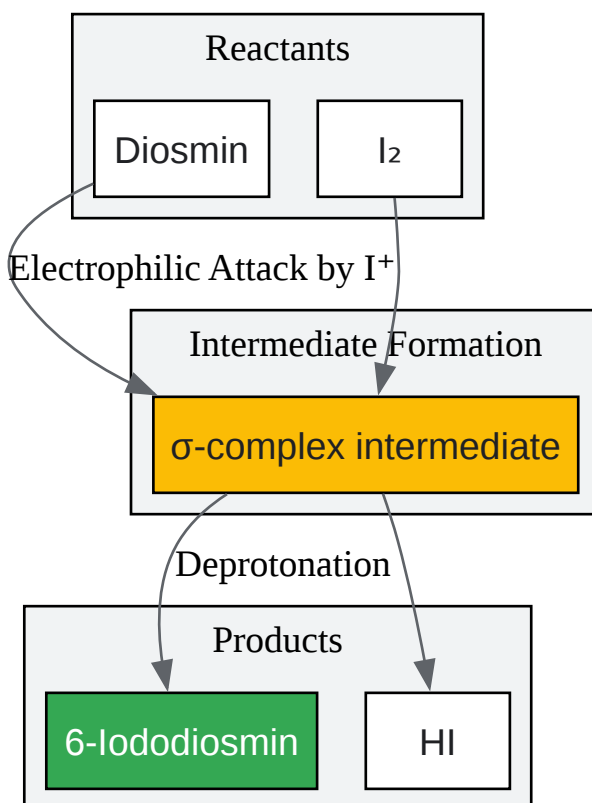 Reactants
Diosmin
I₂
Electrophilic Attack by I⁺
Intermediate Formation
σ-complex intermediate
Deprotonation
Products
6-Iododiosmin
HI